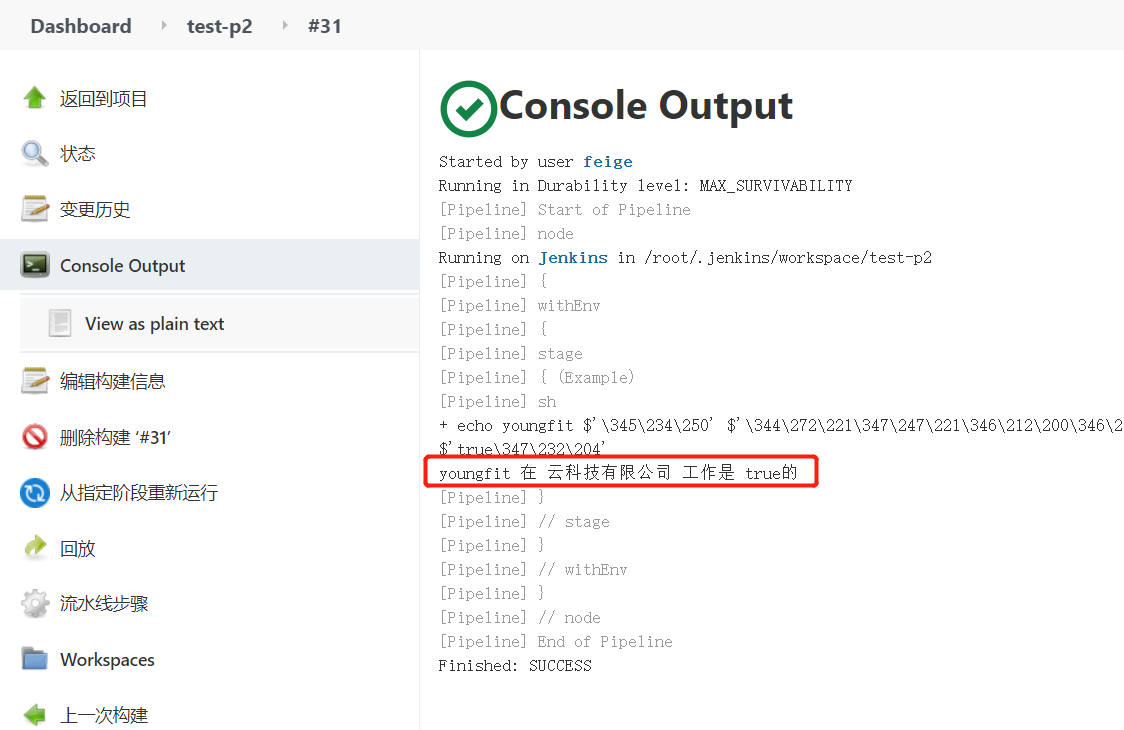 Dashboard test-p2 #31
返回到项目
状态
变更历史
Console Output
View as plain text
编辑构建信息
删除构建 ‘#31’
从指定阶段重新运行
回放
流水线步骤
Workspaces
上一次构建
Console Output
Started by user feige
Running in Durability level: MAX_SURVIVABILITY
[Pipeline] Start of Pipeline
[Pipeline] node
Running on Jenkins in /root/.jenkins/workspace/test-p2
[Pipeline] {
[Pipeline] withEnv
[Pipeline] {
[Pipeline] stage
[Pipeline] { (Example)
[Pipeline] sh
+ echo youngfit $'\345\234\250' $'\344\272\221\347\247\221\346\212\200\346\2
$'true\347\232\204'
youngfit 在 云科技有限公司 工作是 true的
[Pipeline] }
[Pipeline] // stage
[Pipeline] }
[Pipeline] // withEnv
[Pipeline] }
[Pipeline] // node
[Pipeline] End of Pipeline
Finished: SUCCESS